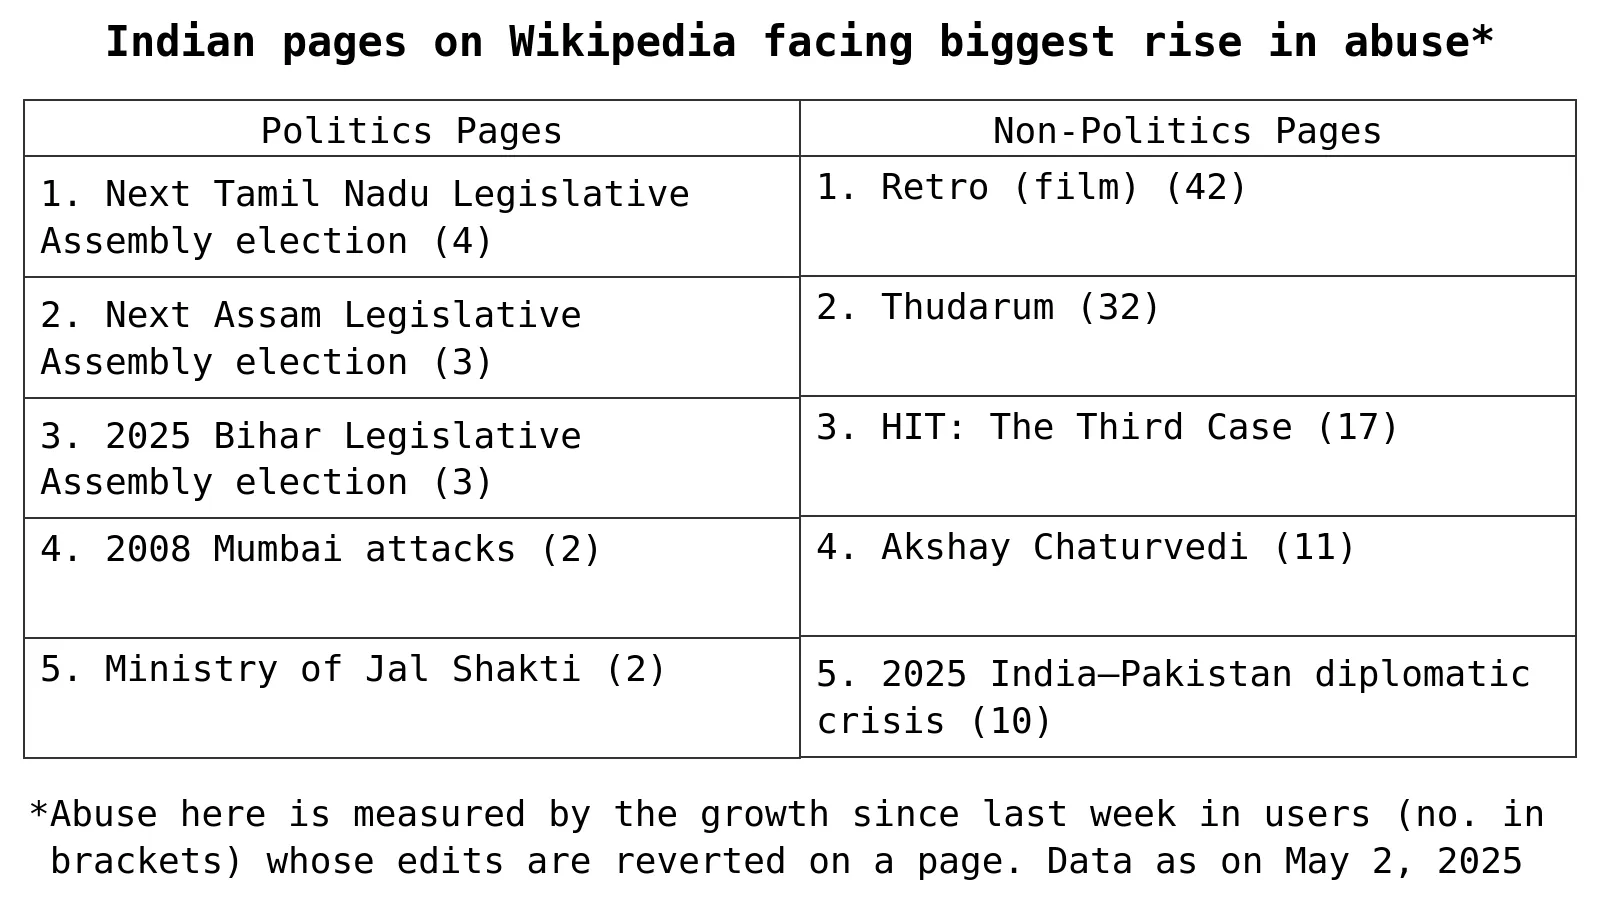 Indian pages on Wikipedia facing biggest rise in abuse*
Politics Pages
1. Next Tamil Nadu Legislative
Assembly election (4)
2. Next Assam Legislative
Assembly election (3)
3. 2025 Bihar Legislative
Assembly election (3)
4. 2008 Mumbai attacks (2)
5. Ministry of Jal Shakti (2)
Non-Politics Pages
1. Retro (film) (42)
2. Thudarum (32)
3. HIT: The Third Case (17)
4. Akshay Chaturvedi (11)
5. 2025 India–Pakistan diplomatic
crisis (10)
*Abuse here is measured by the growth since last week in users (no. in
brackets) whose edits are reverted on a page. Data as on May 2, 2025